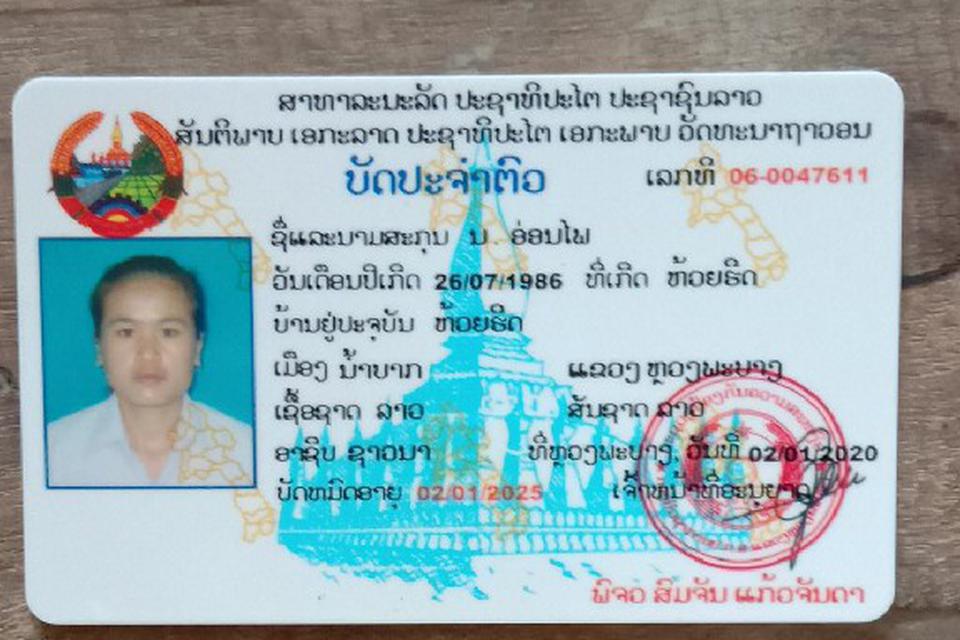 ສາທາລະນະລັດ ປະຊາທິປະໄຕ ປະຊາຊົນລາວ
ສັນຕິພາບ ເອກະລາດ ປະຊາທິປະໄຕ ເອກະພາບ ວັດທະນາຖາວອນ
ບັດປະຈຳຕົວ ເລກທີ 06-0047611
ຊື່ແລະນາມສະກຸນ ນ. ອ່ອນໄຟ
ວັນເດືອນປີເກີດ 26/07/1986 ທີ່ເກີດ ຫ້ວຍຮິດ
ບ້ານຢູ່ປະຈຸບັນ ຫ້ວຍຮິດ
ເມືອງ ນ້ຳບາກ ແຂວງ ຫຼວງພະບາງ
ເຊື້ອຊາດ ລາວ ສັນຊາດ ລາວ
ອາຊີບ ຊາວນາ ທີ່ຫຼວງພະບາງ, ວັນທີ 02/01/2020
ບັດຫມົດອາຍຸ 02/01/2025 ເຈົ້າຫນ້າທີ່ອະນຸຍາດ
ພຈວ ສົມຈັນ ແກ້ວຈັນດາ